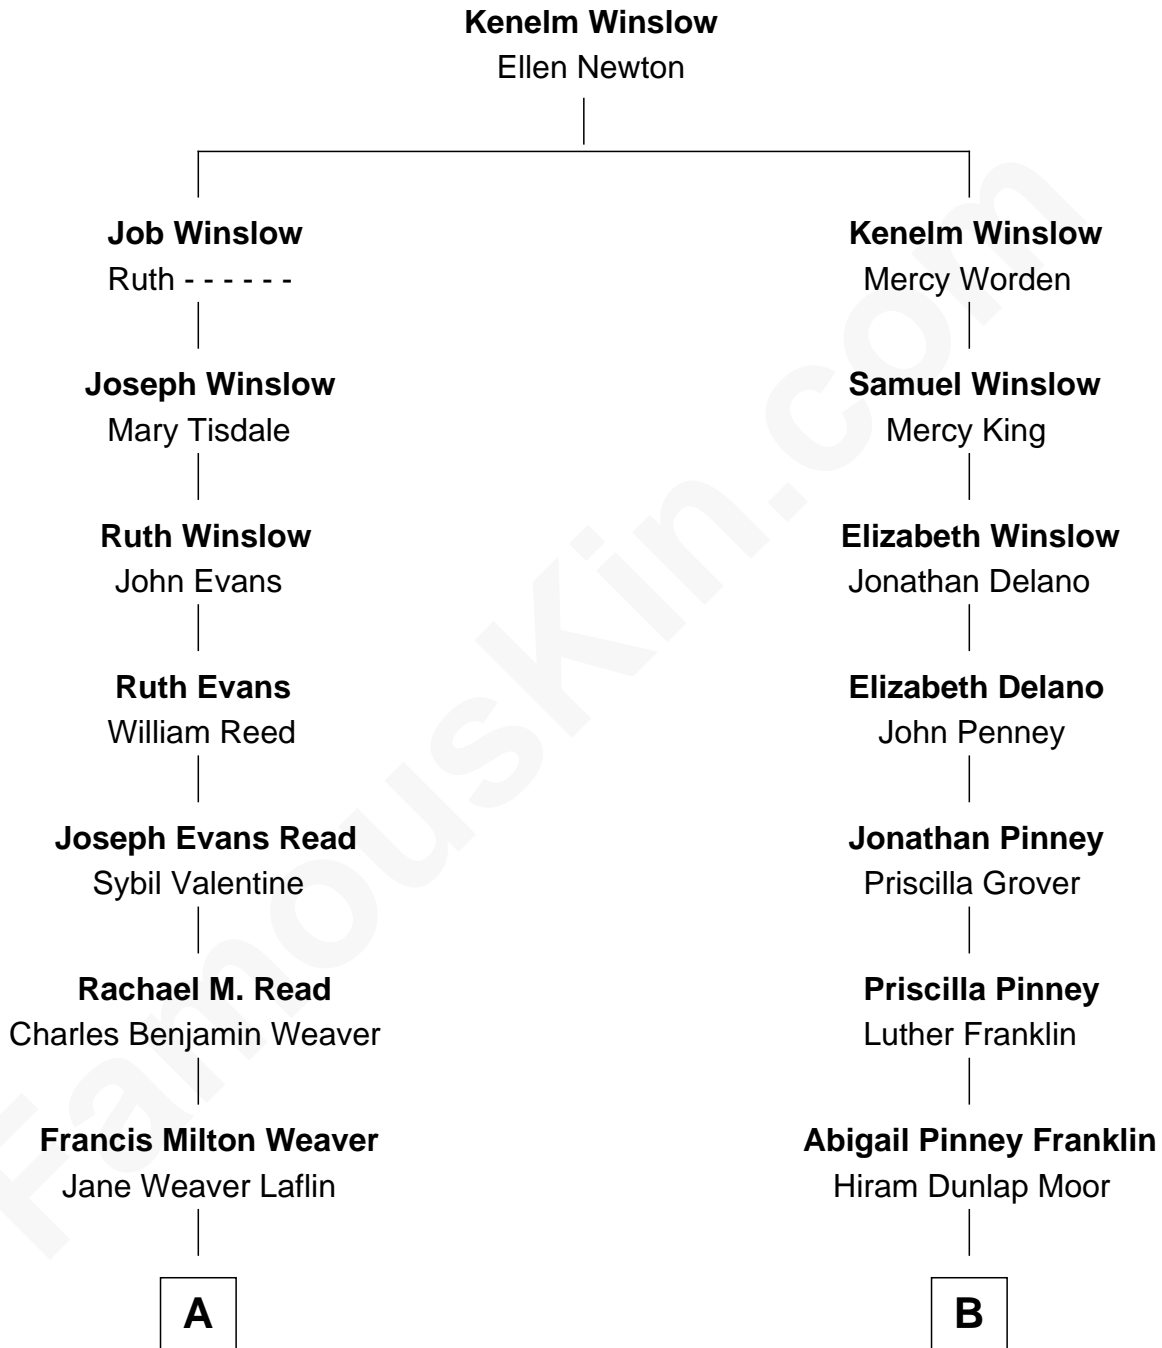 Kenelm Winslow
Ellen Newton
Job Winslow
Ruth - - - - - -
Joseph Winslow
Mary Tisdale
Ruth Winslow
John Evans
Ruth Evans
William Reed
Joseph Evans Read
Sybil Valentine
Rachael M. Read
Charles Benjamin Weaver
Francis Milton Weaver
Jane Weaver Laflin
A
Kenelm Winslow
Mercy Worden
Samuel Winslow
Mercy King
Elizabeth Winslow
Jonathan Delano
Elizabeth Delano
John Penney
Jonathan Pinney
Priscilla Grover
Priscilla Pinney
Luther Franklin
Abigail Pinney Franklin
Hiram Dunlap Moor
B
FamousKin.com